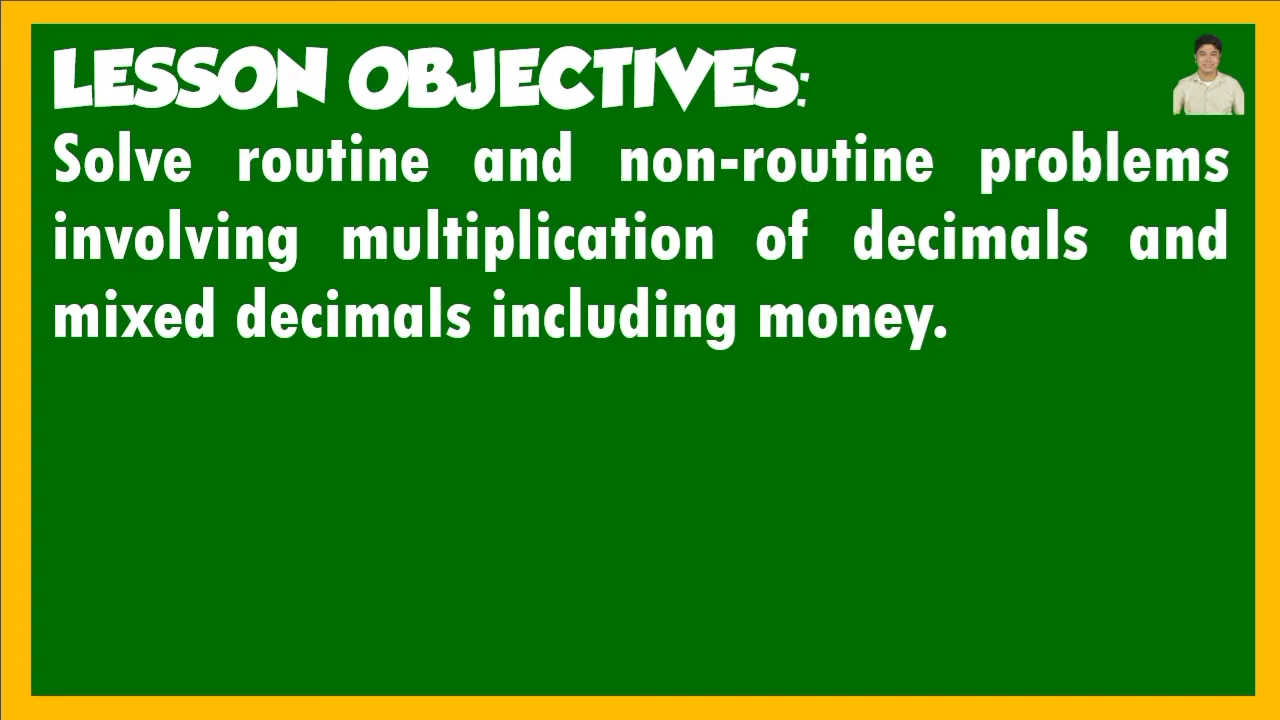 LESSON OBJECTIVES:
Solve routine and non-routine problems
involving multiplication of decimals and
mixed decimals including money.